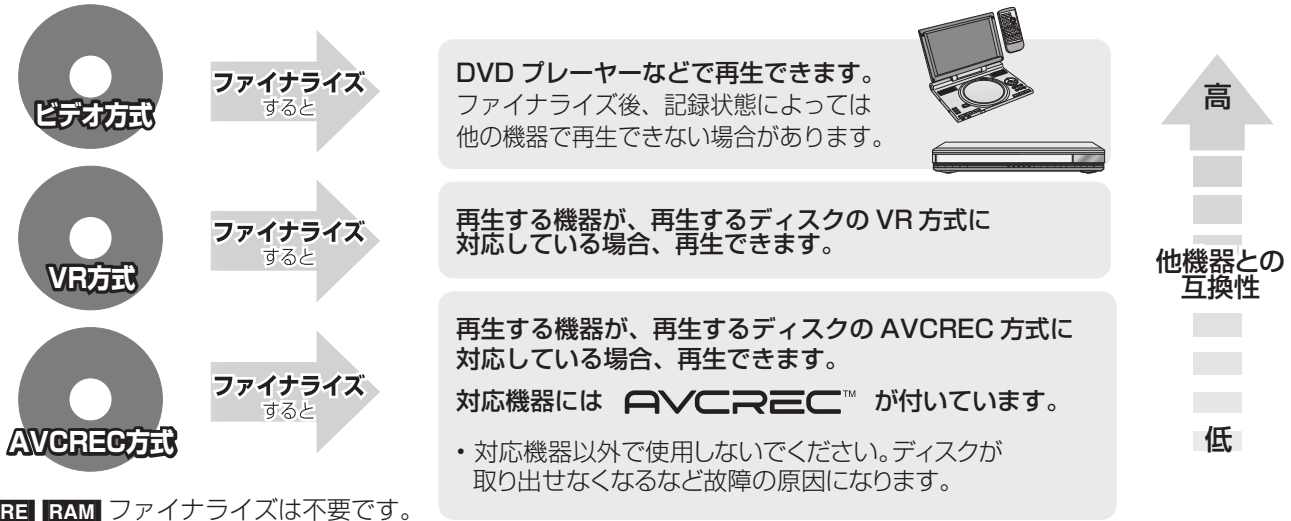 ビデオ方式
ファイナライズ
すると
DVD プレーヤーなどで再生できます。
ファイナライズ後、記録状態によっては
他の機器で再生できない場合があります。
VR方式
ファイナライズ
すると
再生する機器が、再生するディスクの VR 方式に
対応している場合、再生できます。
AVCREC方式
ファイナライズ
すると
再生する機器が、再生するディスクの AVCREC 方式に
対応している場合、再生できます。
対応機器には AVCREC™ が付いています。
・対応機器以外で使用しないでください。ディスクが
取り出せなくなるなど故障の原因になります。
高
他機器との
互換性
低
RE RAM ファイナライズは不要です。